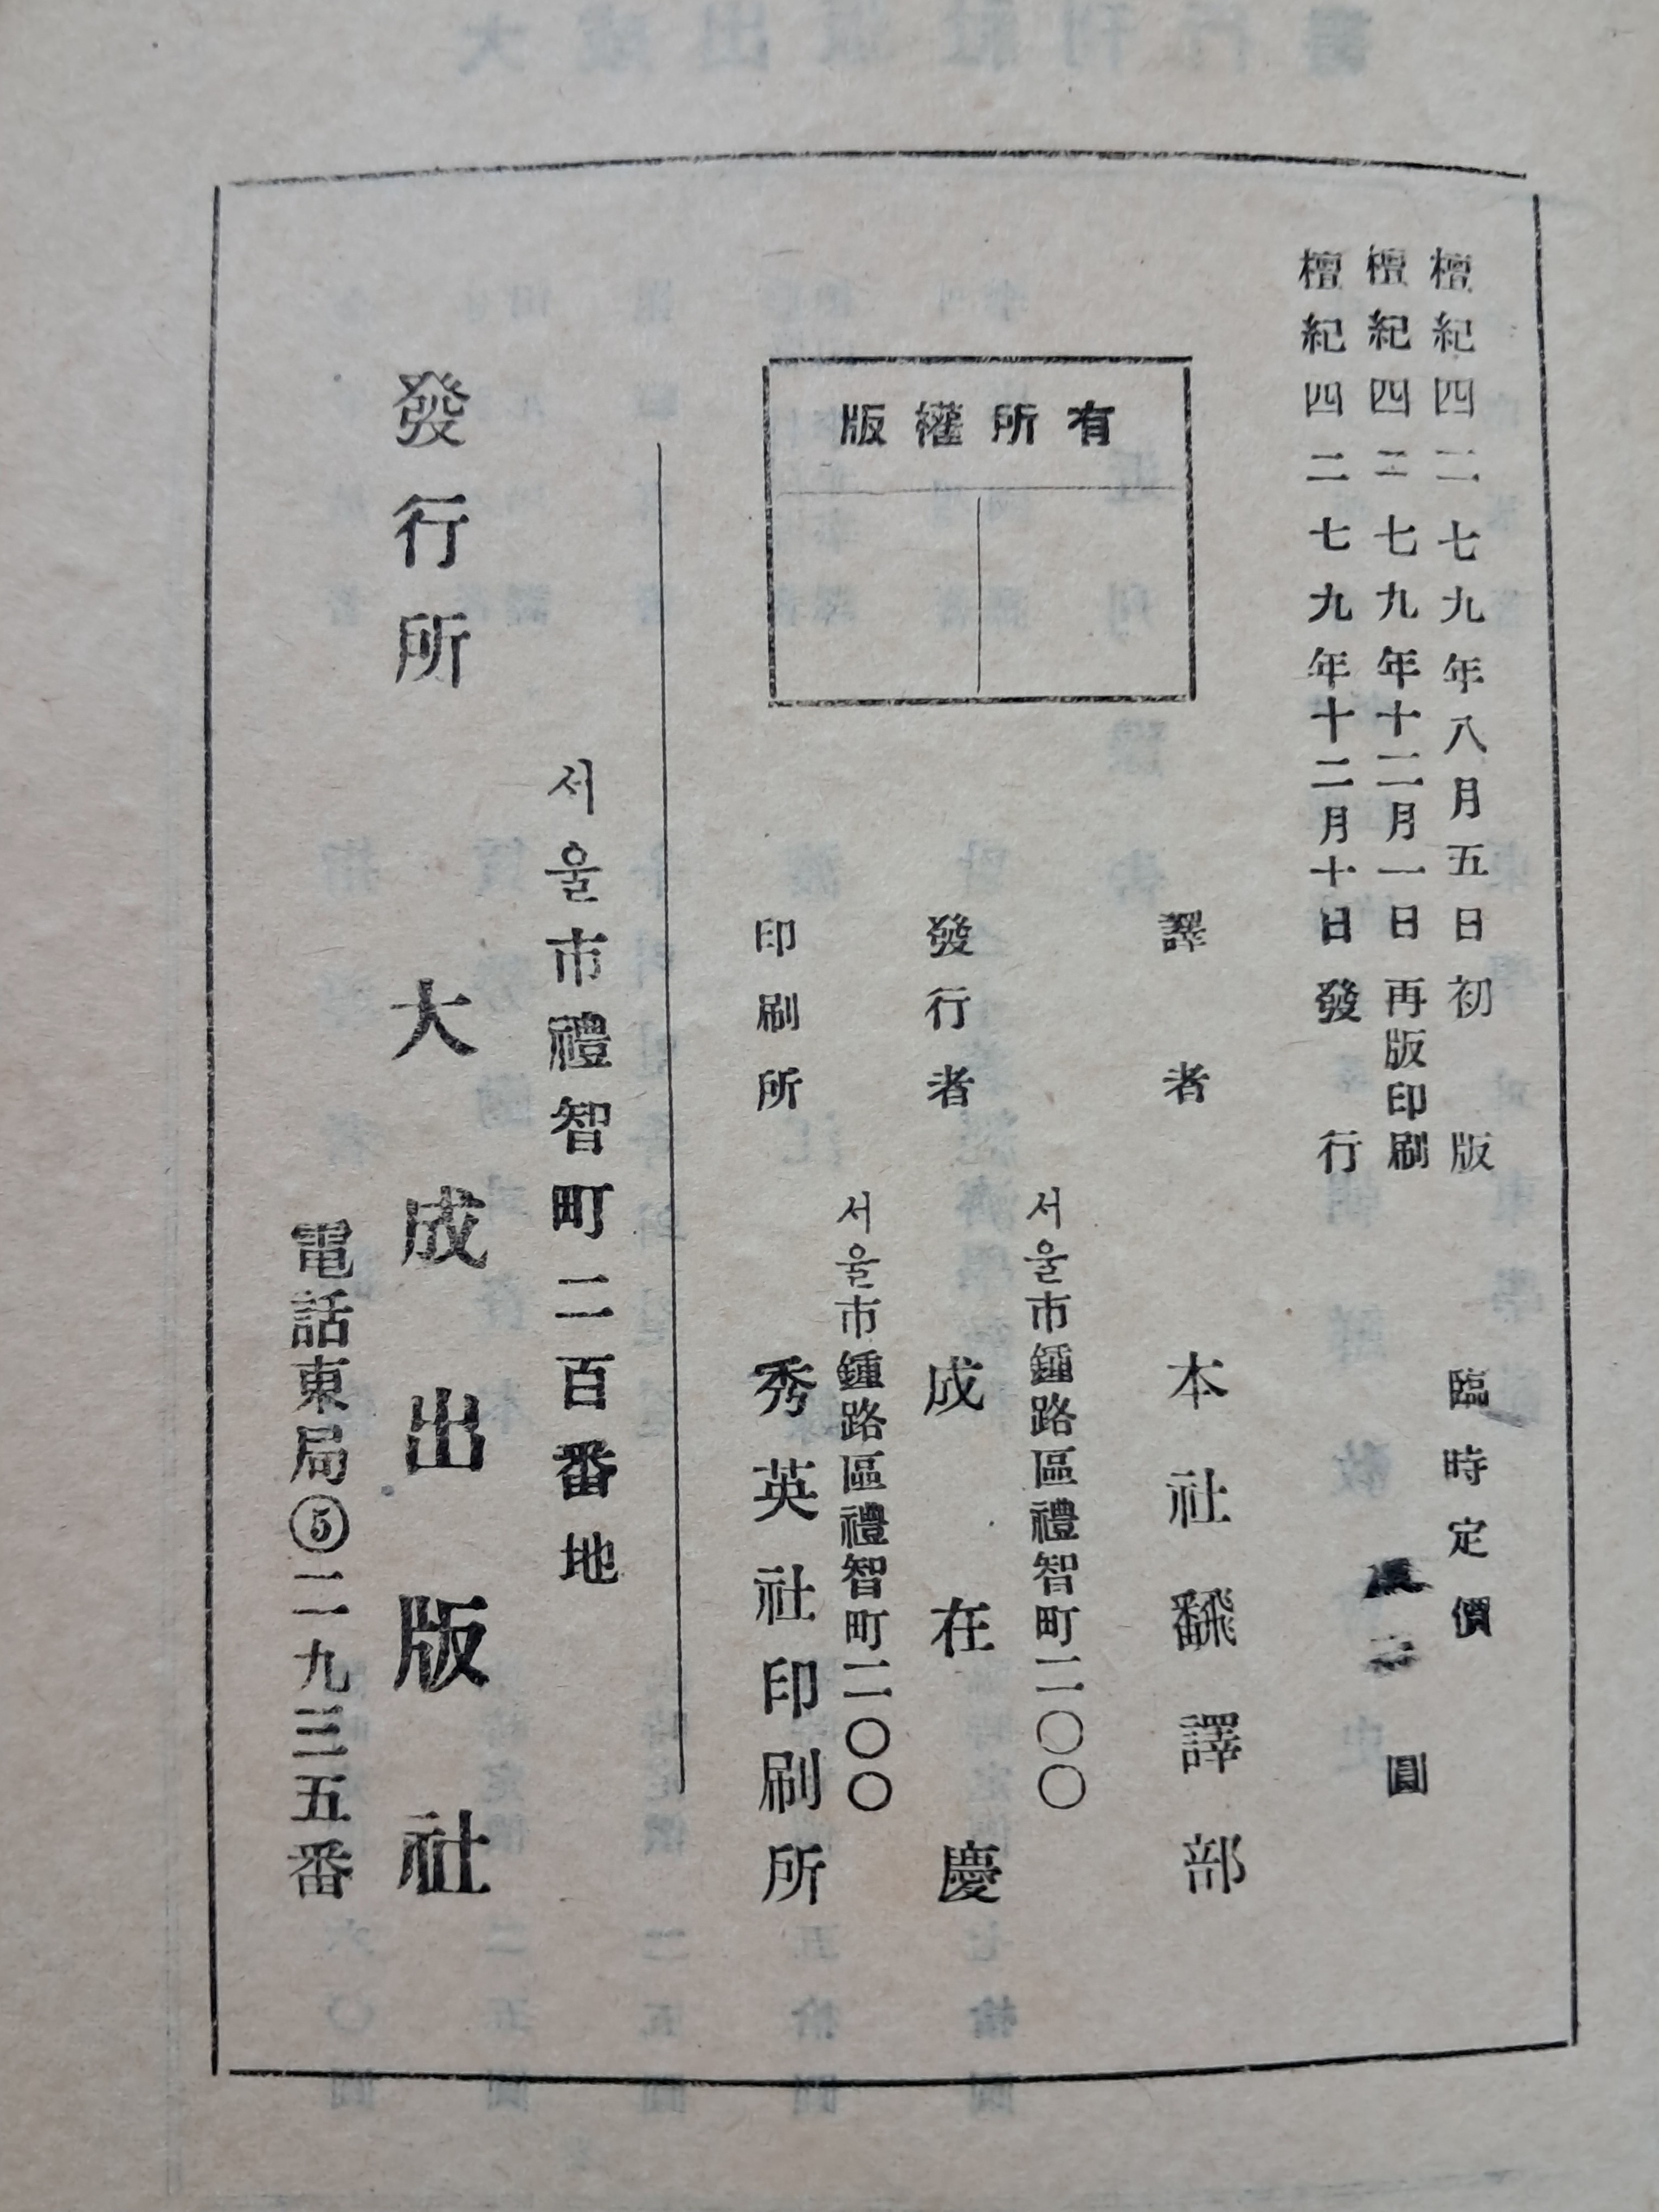 檀紀四二七九年八月五日初版
檀紀四二七九年十二月一日再版印刷
檀紀四二七九年十二月十日發行
臨時定價
圓
版權所有
譯者 本社飜譯部
서울市鍾路區禮智町二〇〇
發行者 成在慶
서울市鍾路區禮智町二〇〇
印刷所 秀英社印刷所
서울市禮智町二百番地
發行所 大成出版社
電話東局⑤二九三五番